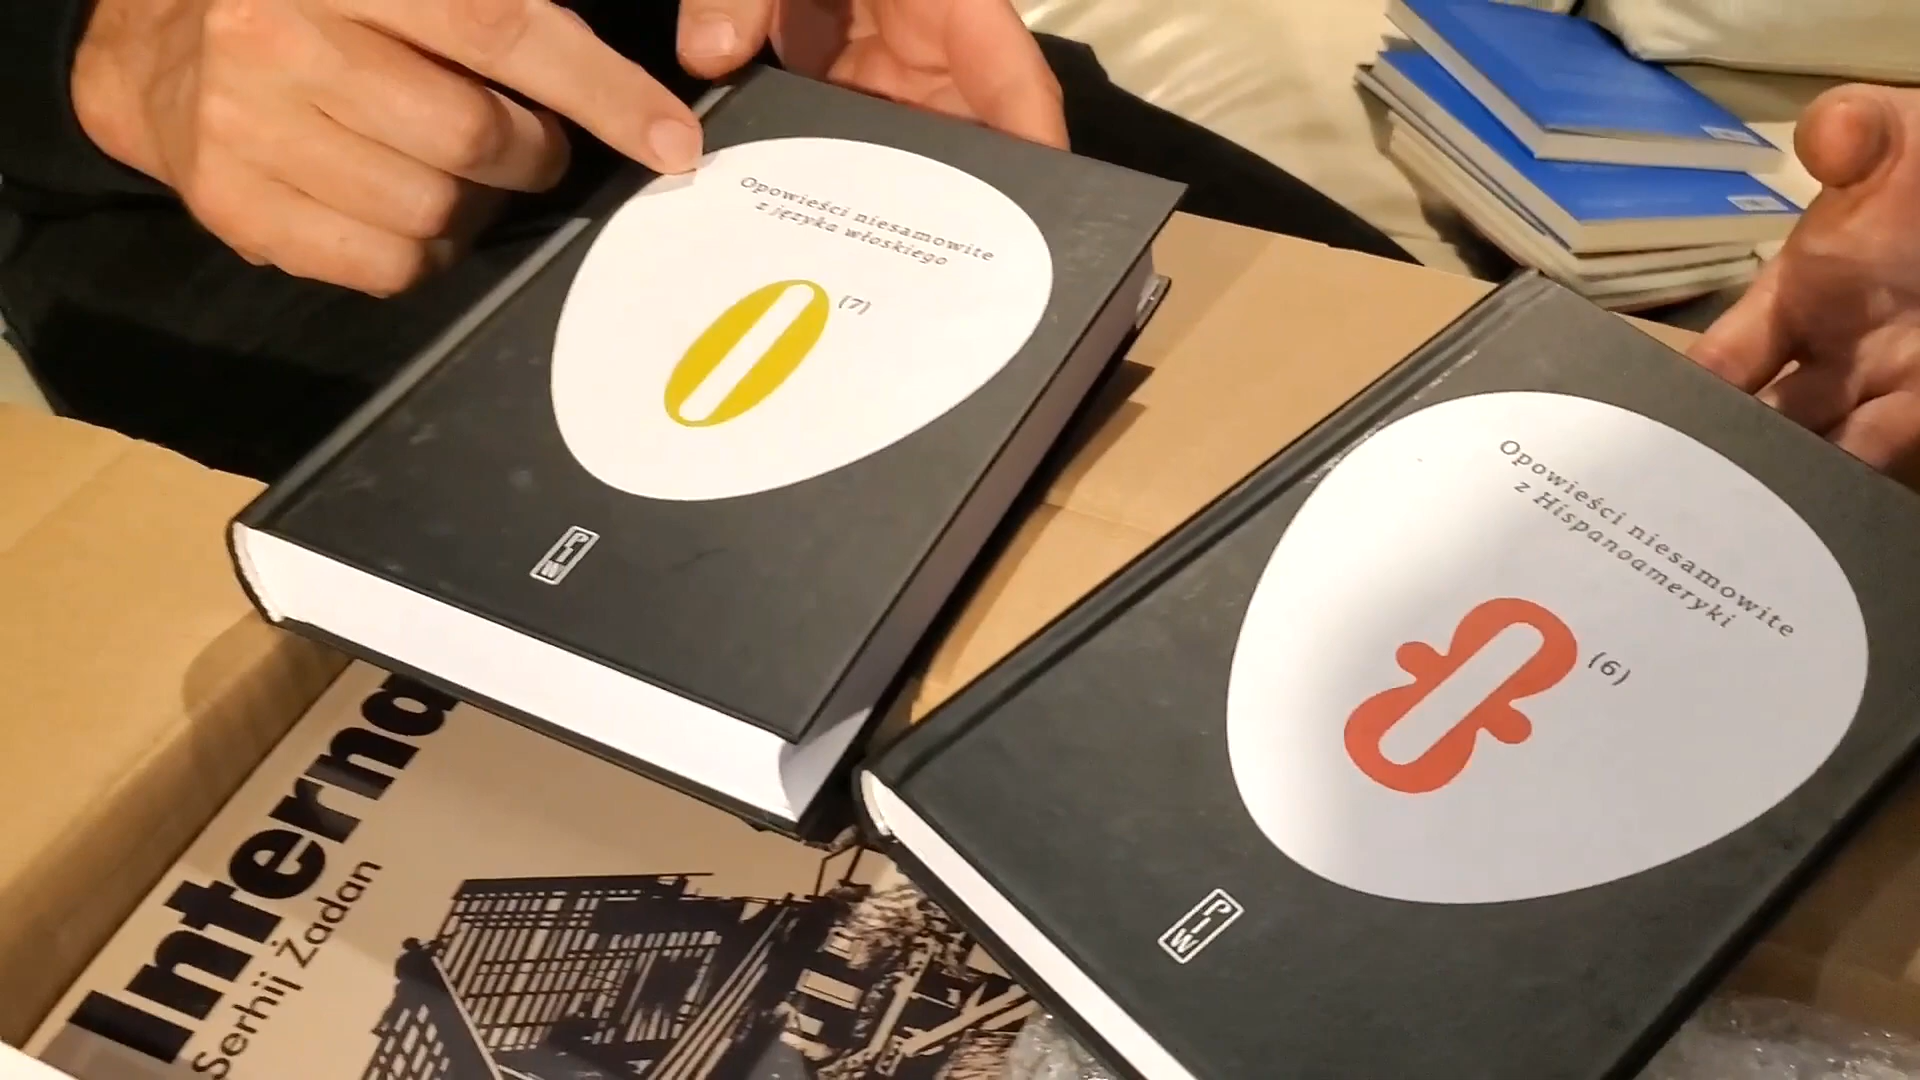 Opowieści niesamowite
z języka włoskiego
(7)
PIW
Opowieści niesamowite
z Hispanoameryki
(6)
PIW
Interna
Serhij Żadan